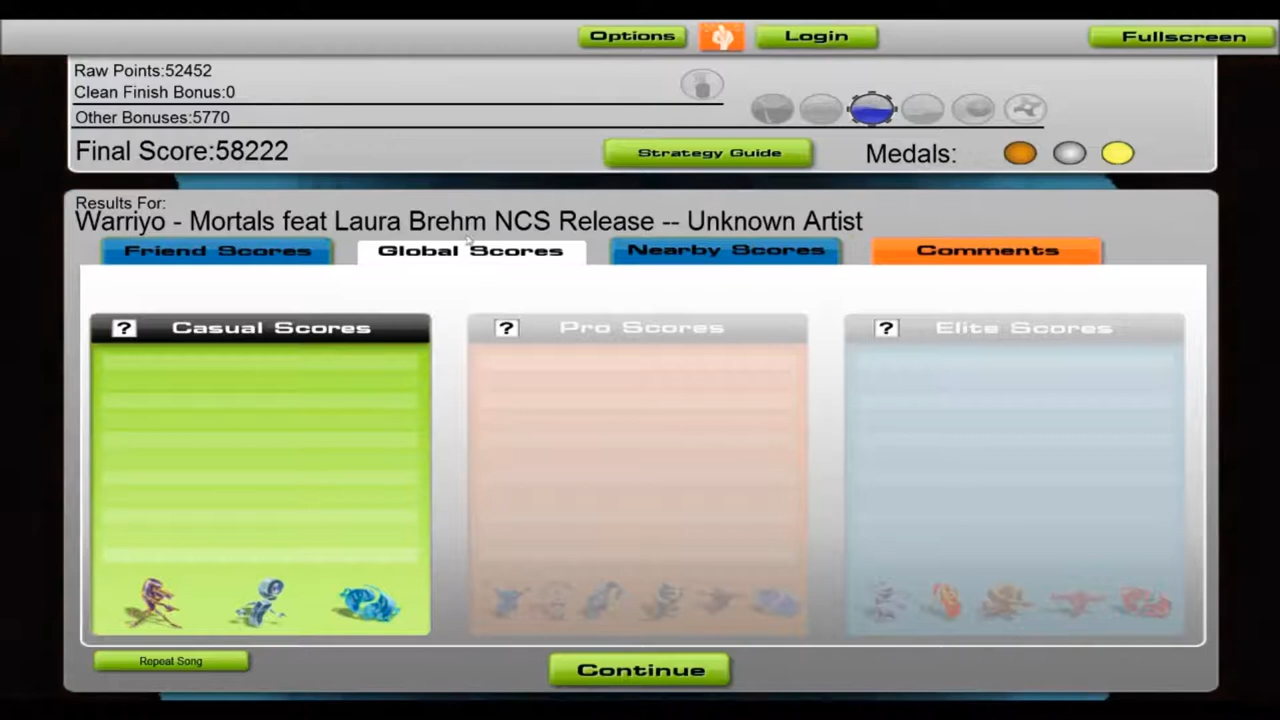 Options
Login
Fullscreen
Raw Points:52452
Clean Finish Bonus:0
Other Bonuses:5770
Final Score:58222
Strategy Guide
Medals:
Results For:
Warriyo - Mortals feat Laura Brehm NCS Release -- Unknown Artist
Friend Scores
Global Scores
Nearby Scores
Comments
? Casual Scores
? Pro Scores
? Elite Scores
Repeat Song
Continue